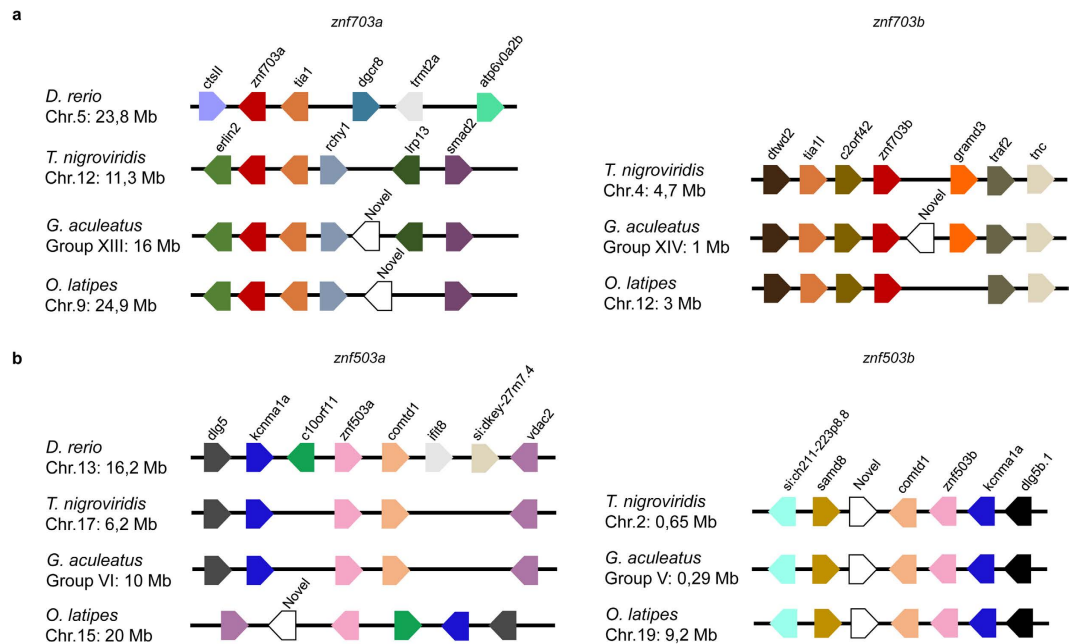 a
znf703a
znf703b
ctsll
znf703a
tia1
dgcr8
trmt2a
atp6v0a2b
D. rerio
Chr.5: 23,8 Mb
erlin2
rchy1
lrp13
smad2
T. nigroviridis
Chr.12: 11,3 Mb
Novel
G. aculeatus
Group XIII: 16 Mb
Novel
O. latipes
Chr.9: 24,9 Mb
dtwd2
tia1l
c2orf42
znf703b
gramd3
traf2
tnc
T. nigroviridis
Chr.4: 4,7 Mb
Novel
G. aculeatus
Group XIV: 1 Mb
O. latipes
Chr.12: 3 Mb
b
znf503a
znf503b
dlg5
kcnma1a
c10orf11
znf503a
comtd1
ifit8
si:dkey-27m7.4
vdac2
D. rerio
Chr.13: 16,2 Mb
T. nigroviridis
Chr.17: 6,2 Mb
G. aculeatus
Group VI: 10 Mb
Novel
O. latipes
Chr.15: 20 Mb
si:ch211-223p8.8
samd8
Novel
comtd1
znf503b
kcnma1a
dlg5b.1
T. nigroviridis
Chr.2: 0,65 Mb
G. aculeatus
Group V: 0,29 Mb
O. latipes
Chr.19: 9,2 Mb